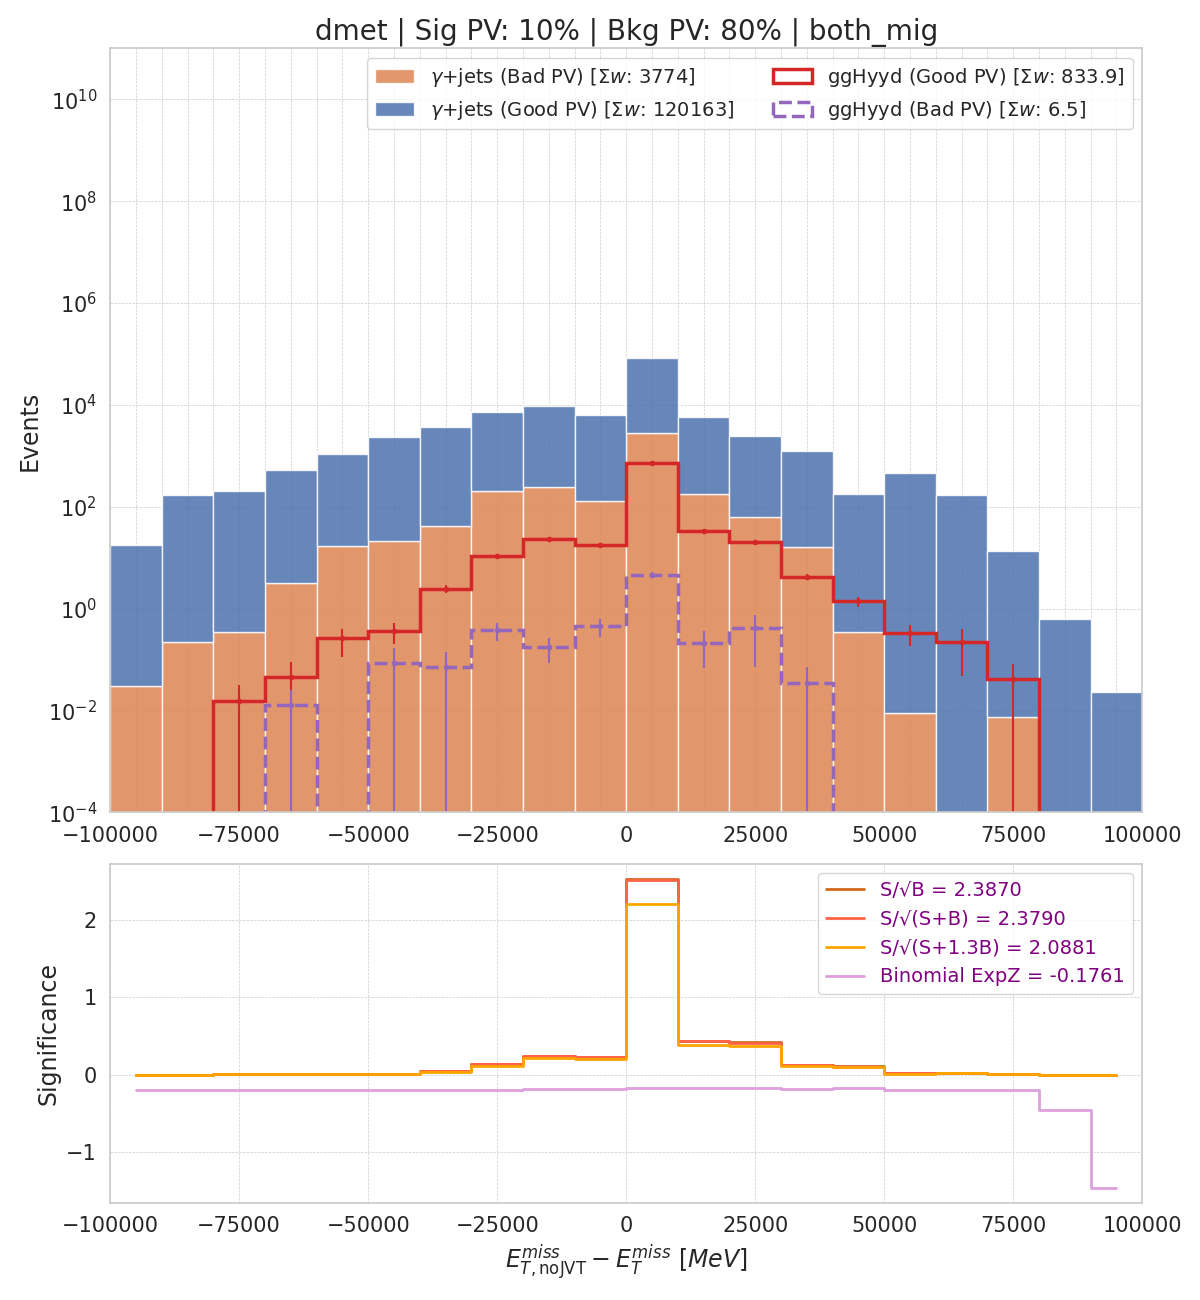 dmet | Sig PV: 10% | Bkg PV: 80% | both_mig
γ+jets (Bad PV) [Σw: 3774]
γ+jets (Good PV) [Σw: 120163]
ggHyyd (Good PV) [Σw: 833.9]
ggHyyd (Bad PV) [Σw: 6.5]
Events
10^10
10^8
10^6
10^4
10^2
10^0
10^−2
10^−4
−100000 −75000 −50000 −25000 0 25000 50000 75000 100000
Significance
2
1
0
−1
S/√B = 2.3870
S/√(S+B) = 2.3790
S/√(S+1.3B) = 2.0881
Binomial ExpZ = -0.1761
−100000 −75000 −50000 −25000 0 25000 50000 75000 100000
E_{T,noJVT}^{miss} − E_T^{miss} [MeV]